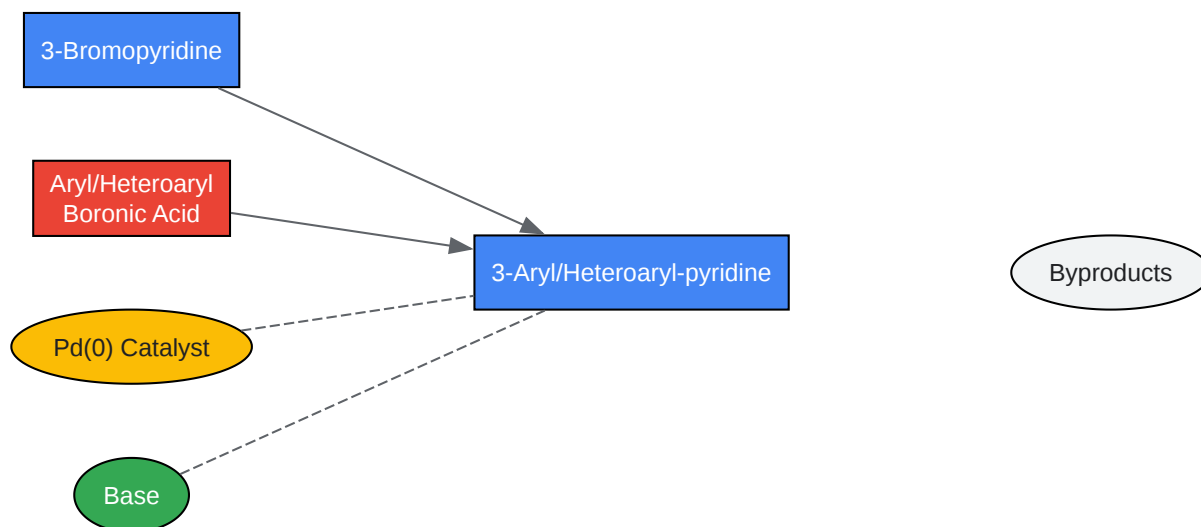 3-Bromopyridine
Aryl/Heteroaryl
Boronic Acid
3-Aryl/Heteroaryl-pyridine
Byproducts
Pd(0) Catalyst
Base